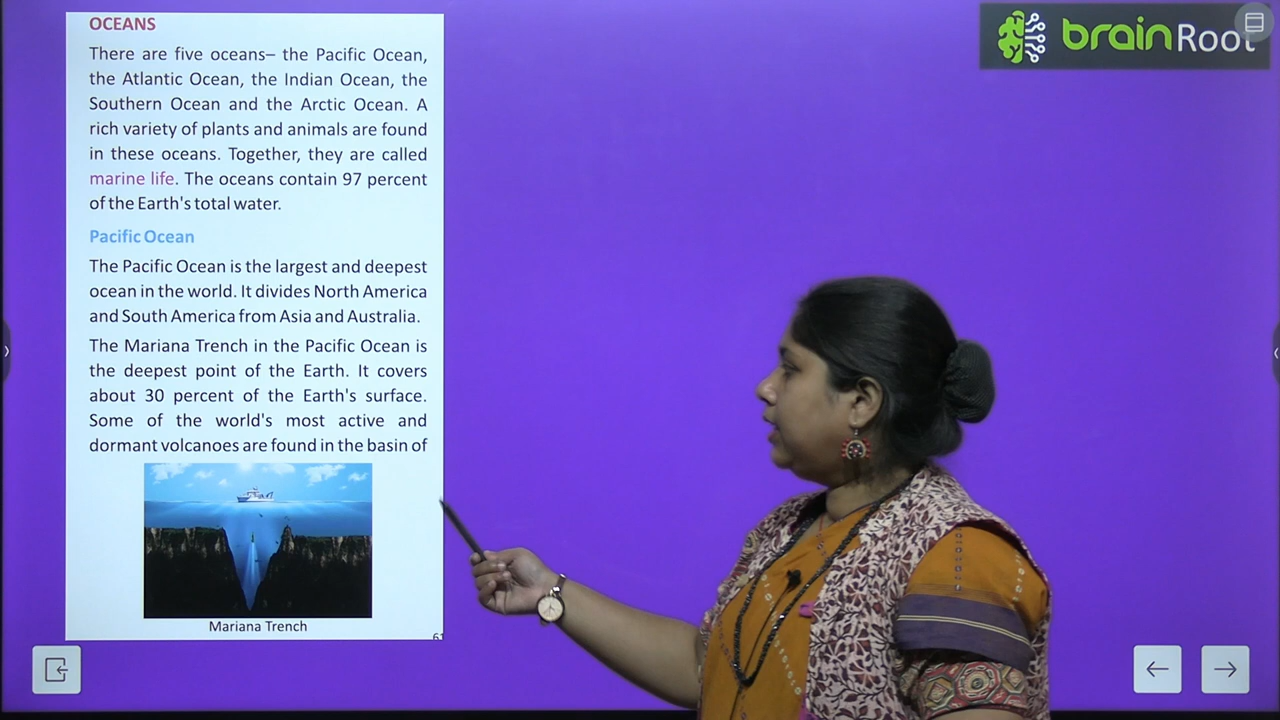 OCEANS
There are five oceans– the Pacific Ocean,
the Atlantic Ocean, the Indian Ocean, the
Southern Ocean and the Arctic Ocean. A
rich variety of plants and animals are found
in these oceans. Together, they are called
marine life. The oceans contain 97 percent
of the Earth's total water.
Pacific Ocean
The Pacific Ocean is the largest and deepest
ocean in the world. It divides North America
and South America from Asia and Australia.
The Mariana Trench in the Pacific Ocean is
the deepest point of the Earth. It covers
about 30 percent of the Earth's surface.
Some of the world's most active and
dormant volcanoes are found in the basin of
Mariana Trench
61
brainRoot